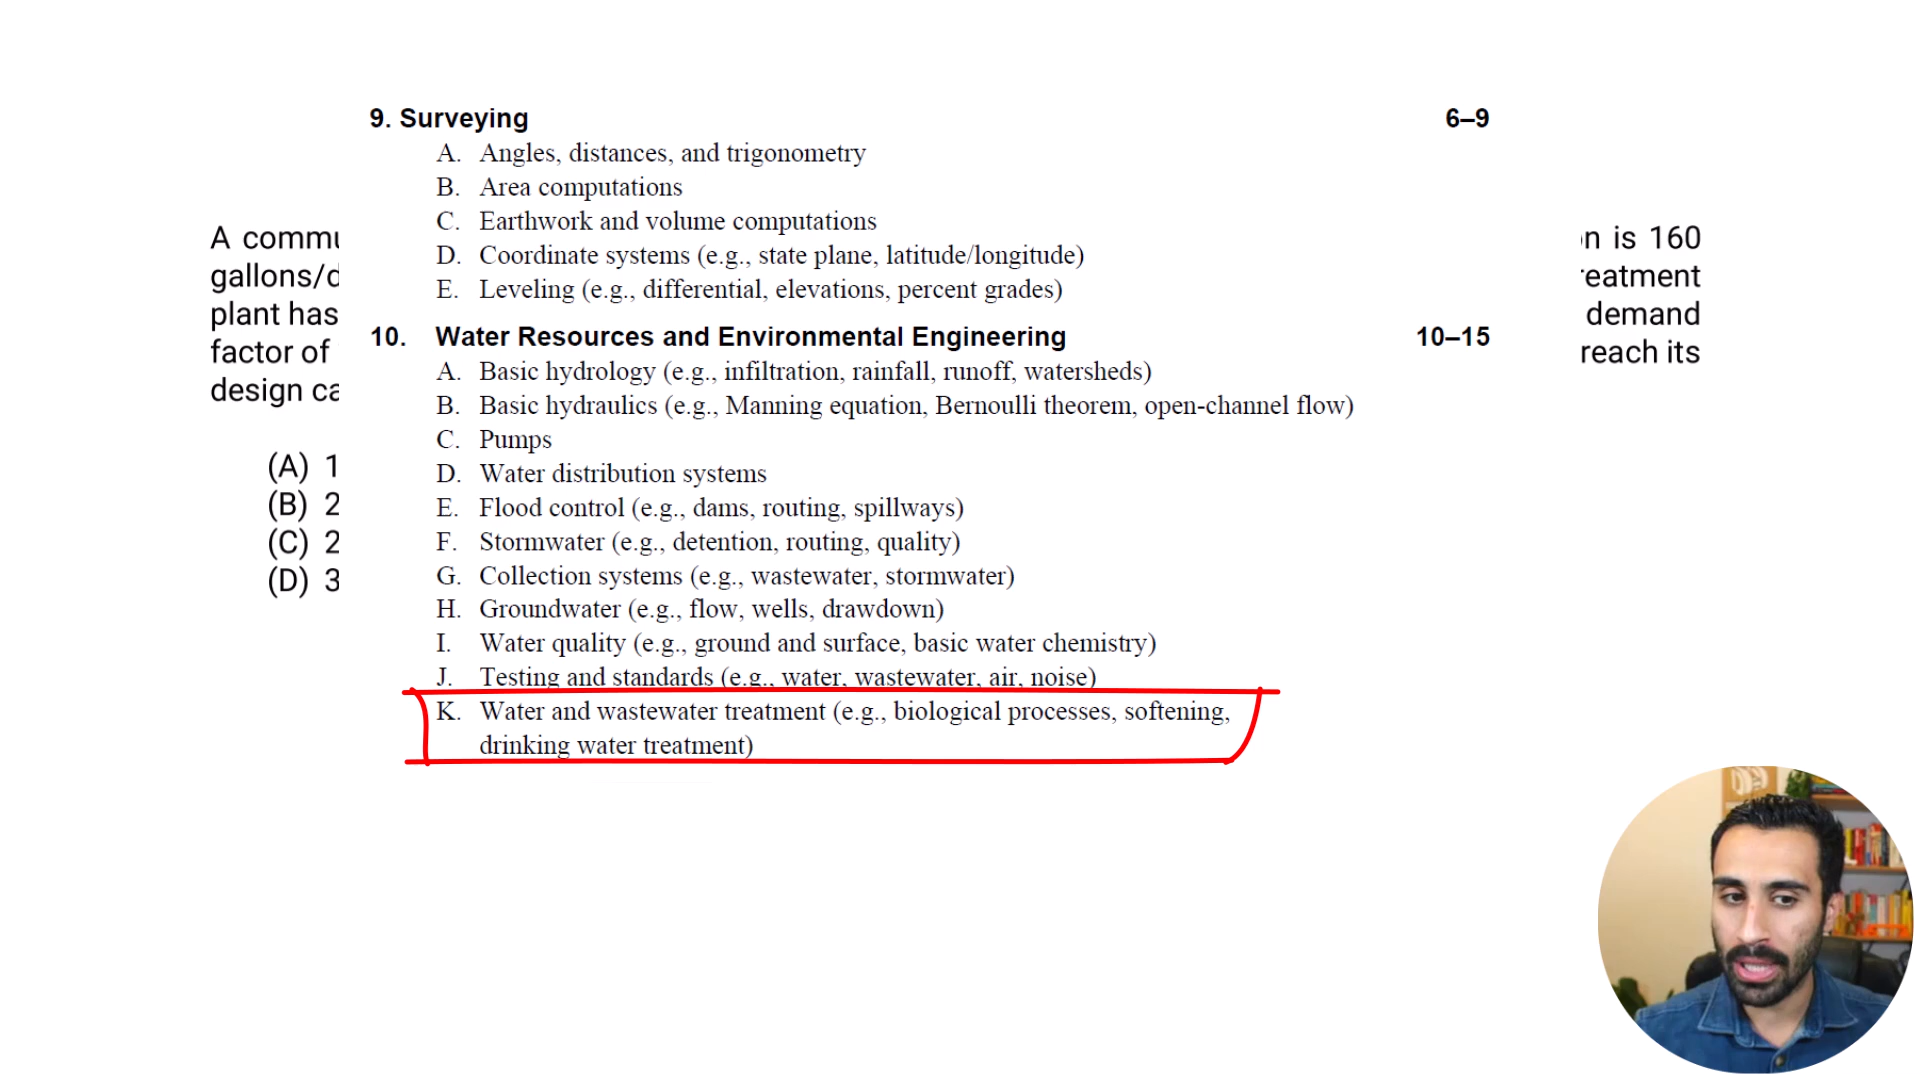 9. Surveying 6–9
A. Angles, distances, and trigonometry
B. Area computations
C. Earthwork and volume computations
D. Coordinate systems (e.g., state plane, latitude/longitude)
E. Leveling (e.g., differential, elevations, percent grades)
10. Water Resources and Environmental Engineering 10–15
A. Basic hydrology (e.g., infiltration, rainfall, runoff, watersheds)
B. Basic hydraulics (e.g., Manning equation, Bernoulli theorem, open-channel flow)
C. Pumps
D. Water distribution systems
E. Flood control (e.g., dams, routing, spillways)
F. Stormwater (e.g., detention, routing, quality)
G. Collection systems (e.g., wastewater, stormwater)
H. Groundwater (e.g., flow, wells, drawdown)
I. Water quality (e.g., ground and surface, basic water chemistry)
J. Testing and standards (e.g., water, wastewater, air, noise)
K. Water and wastewater treatment (e.g., biological processes, softening,
drinking water treatment)
A
gallons/d
plant has
factor of
design
(A) 1
(B) 2
(C) 2
(D) 3
is 160
demand
reach its